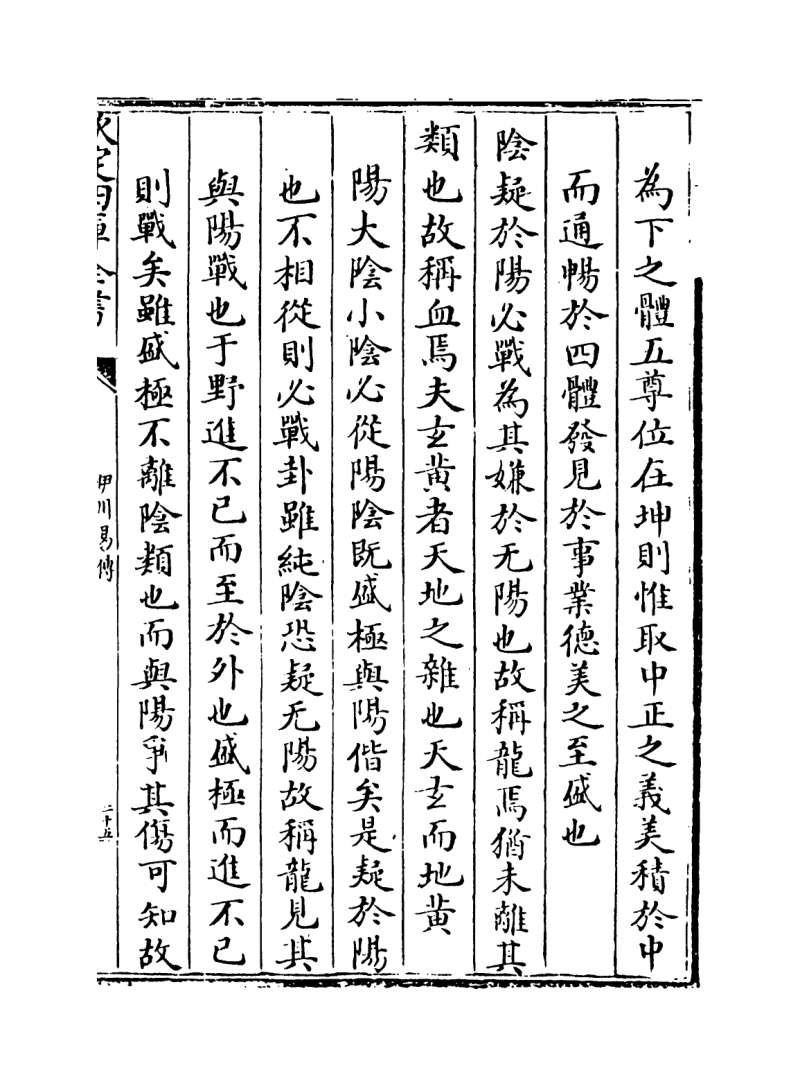 為下之體五尊位在坤則惟取中正之義美積於中
而通暢於四體發見於事業德美之至盛也
陰疑於陽必戰為其嫌於无陽也故稱龍焉猶未離其
類也故稱血焉夫玄黄者天地之雜也天玄而地黄
陽大陰小陰必從陽陰既盛極與陽偕矣是疑於陽
也不相從則必戰卦雖純陰恐疑无陽故稱龍見其
與陽戰也于野進不已而至於外也盛極而進不已
則戰矣雖盛極不離陰類也而與陽爭其傷可知故
欽定四庫全書
伊川易傳
二十五